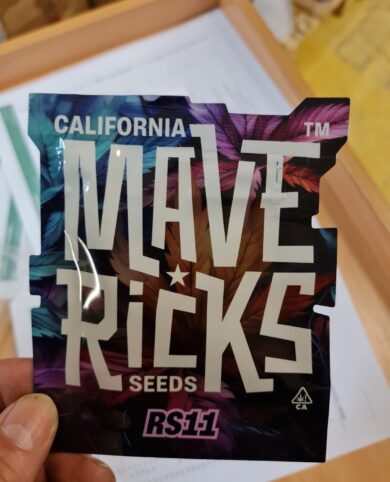 CALIFORNIA TM
MAVE
RiCKS
SEEDS
RS11
CA